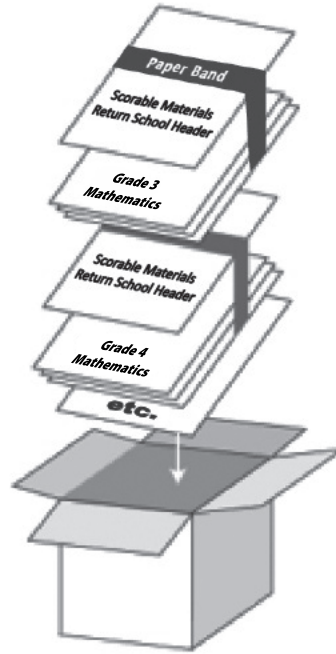 Paper Band
Scorable Materials
Return School Header
Grade 3
Mathematics
Scorable Materials
Return School Header
Grade 4
Mathematics
etc.